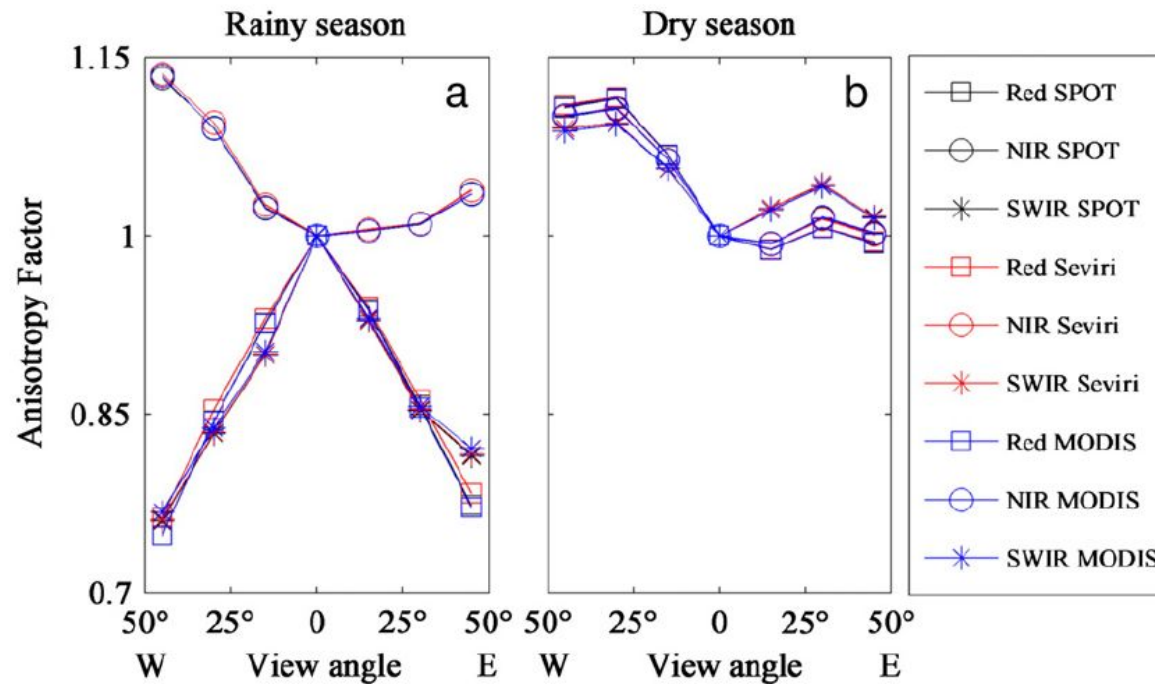 Rainy season
Dry season
1.15
1
0.85
0.7
Anisotropy Factor
a
b
50° 25° 0 25° 50°
W View angle E
50° 25° 0 25° 50°
W View angle E
Red SPOT
NIR SPOT
SWIR SPOT
Red Seviri
NIR Seviri
SWIR Seviri
Red MODIS
NIR MODIS
SWIR MODIS